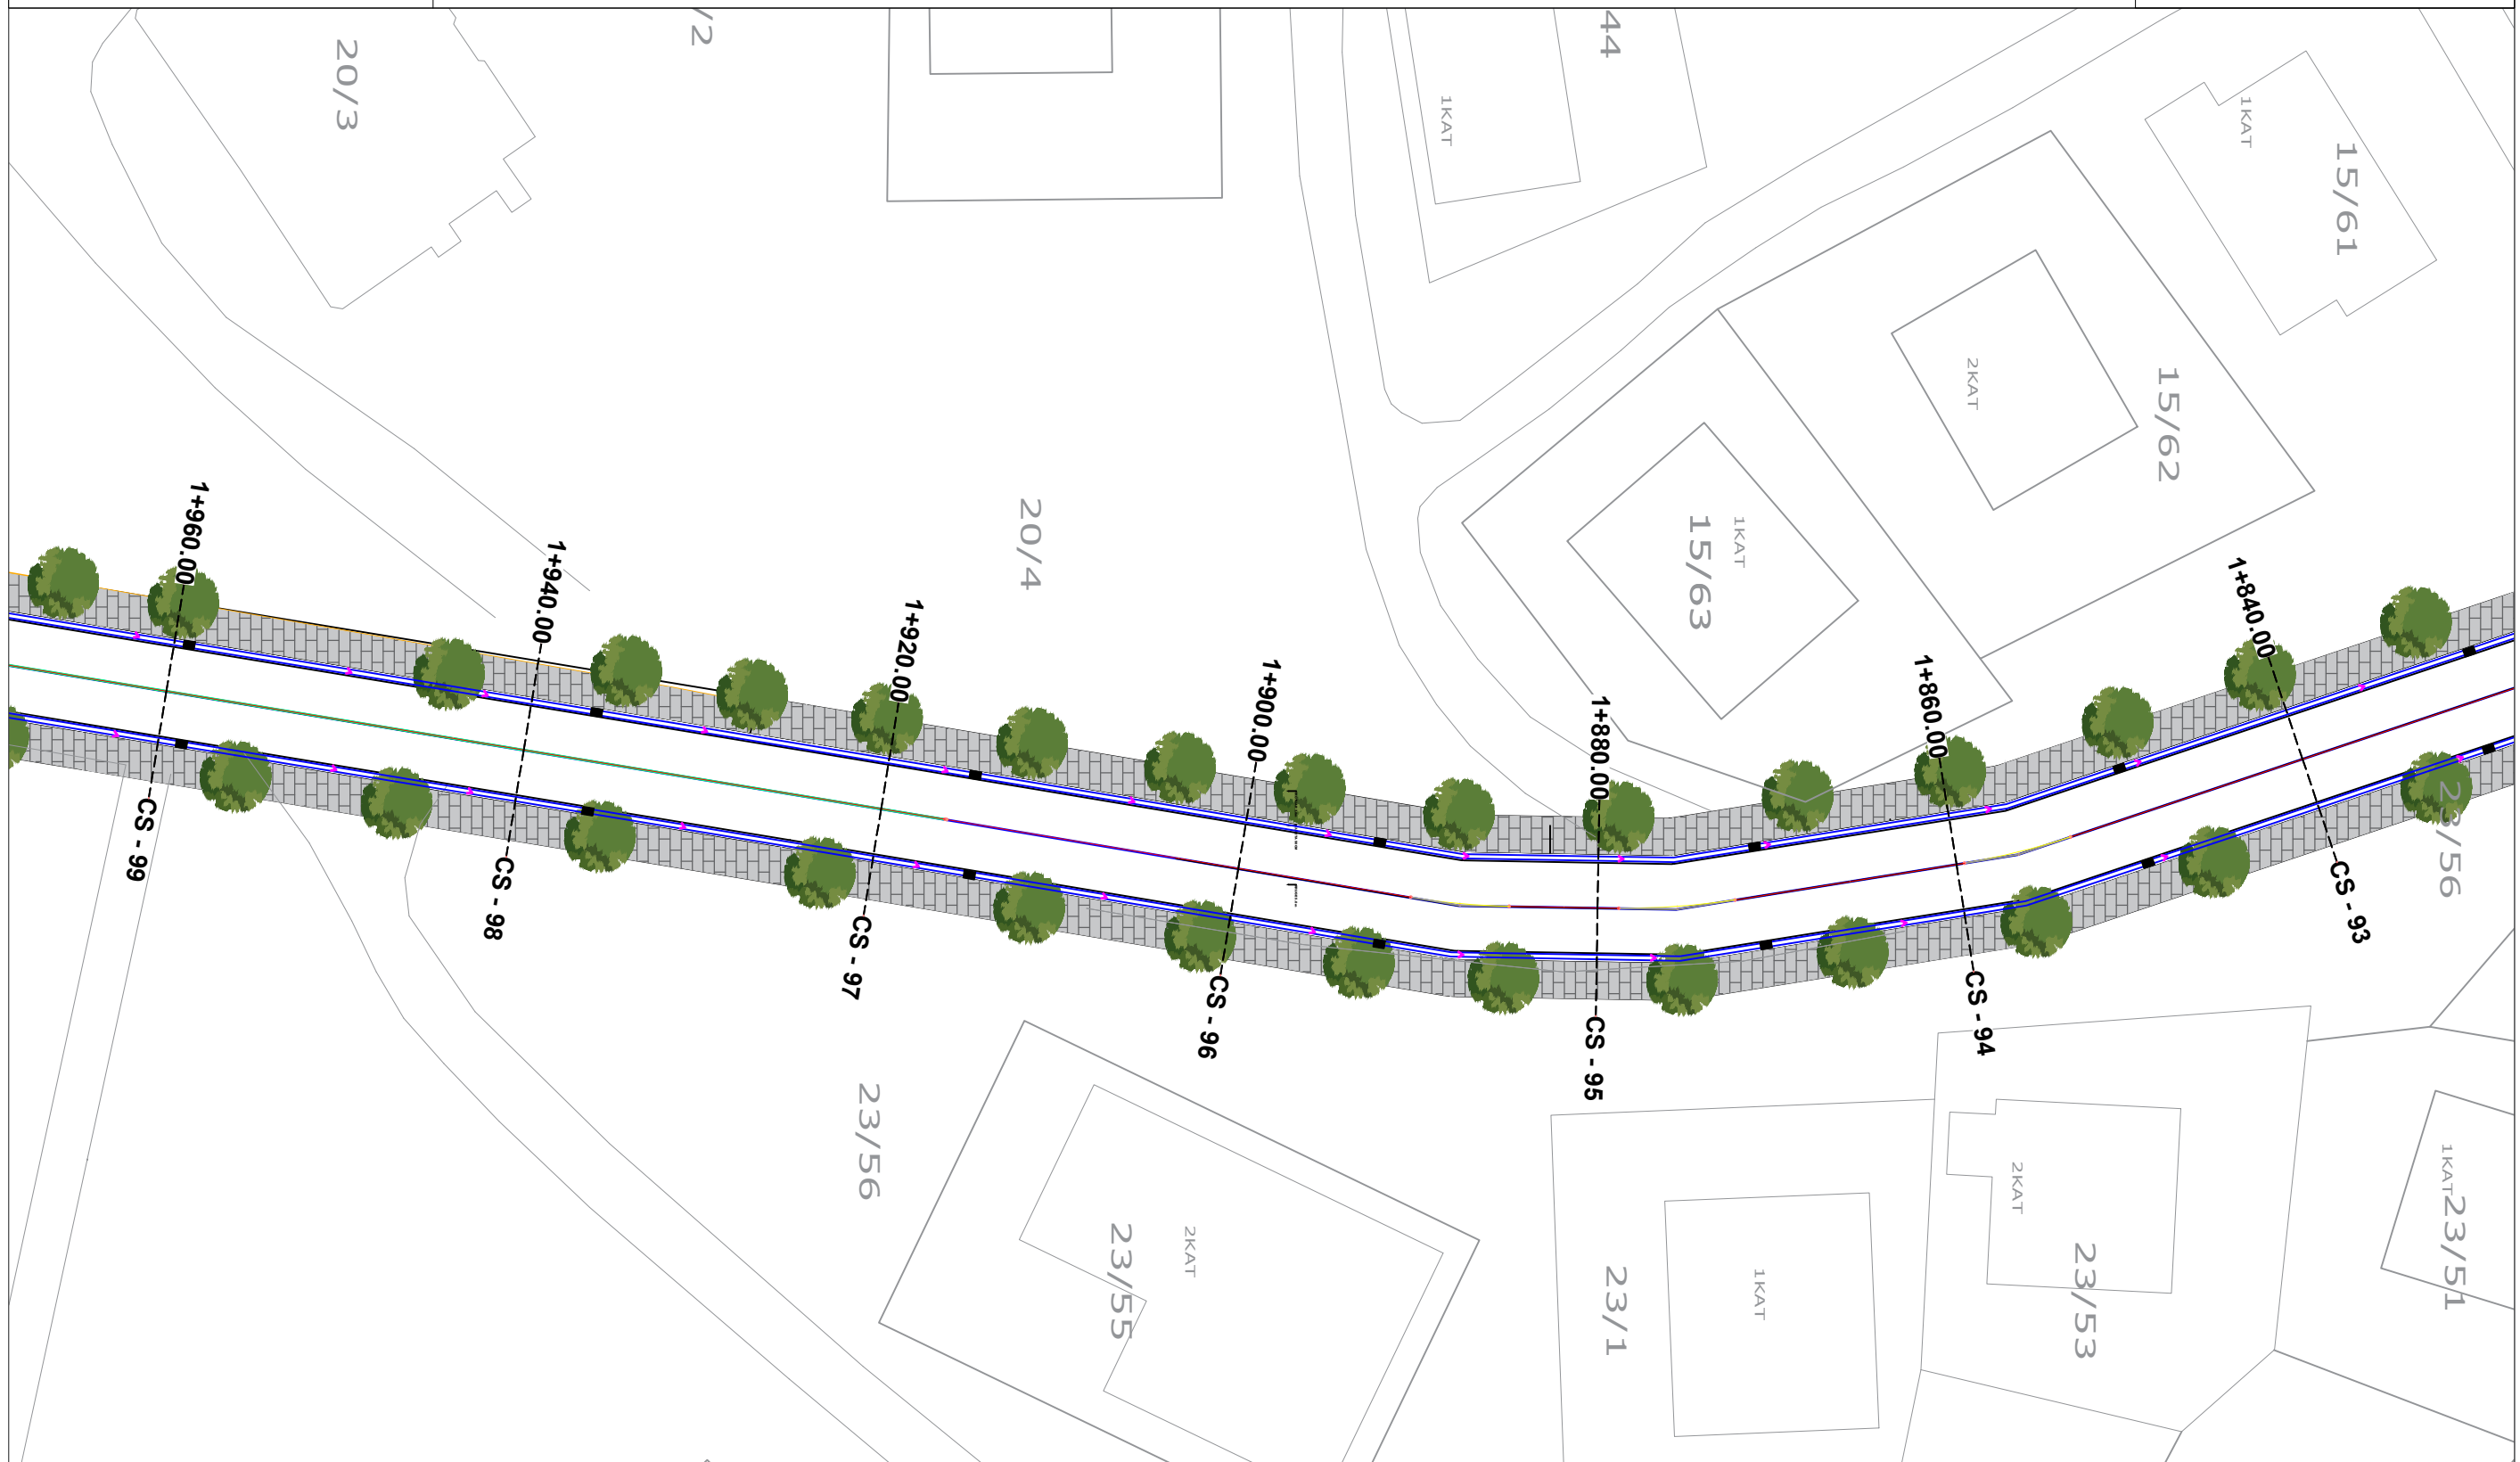 20/3
/2
44
1KAT
1KAT
15/61
2KAT
15/62
1KAT
15/63
20/4
1+960.00
1+940.00
1+920.00
1+900.00
1+880.00
1+860.00
1+840.00
CS - 99
CS - 98
CS - 97
CS - 96
CS - 95
CS - 94
CS - 93
23/56
23/56
23/55
2KAT
23/1
1KAT
2KAT
23/53
1KAT
23/51